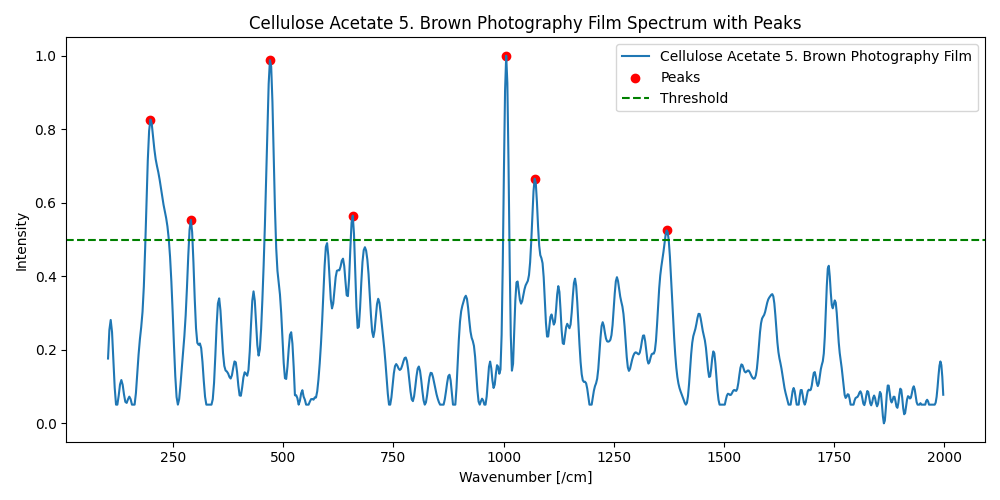 Cellulose Acetate 5. Brown Photography Film Spectrum with Peaks
Cellulose Acetate 5. Brown Photography Film
Peaks
Threshold
Intensity
1.0
0.8
0.6
0.4
0.2
0.0
250 500 750 1000 1250 1500 1750 2000
Wavenumber [/cm]